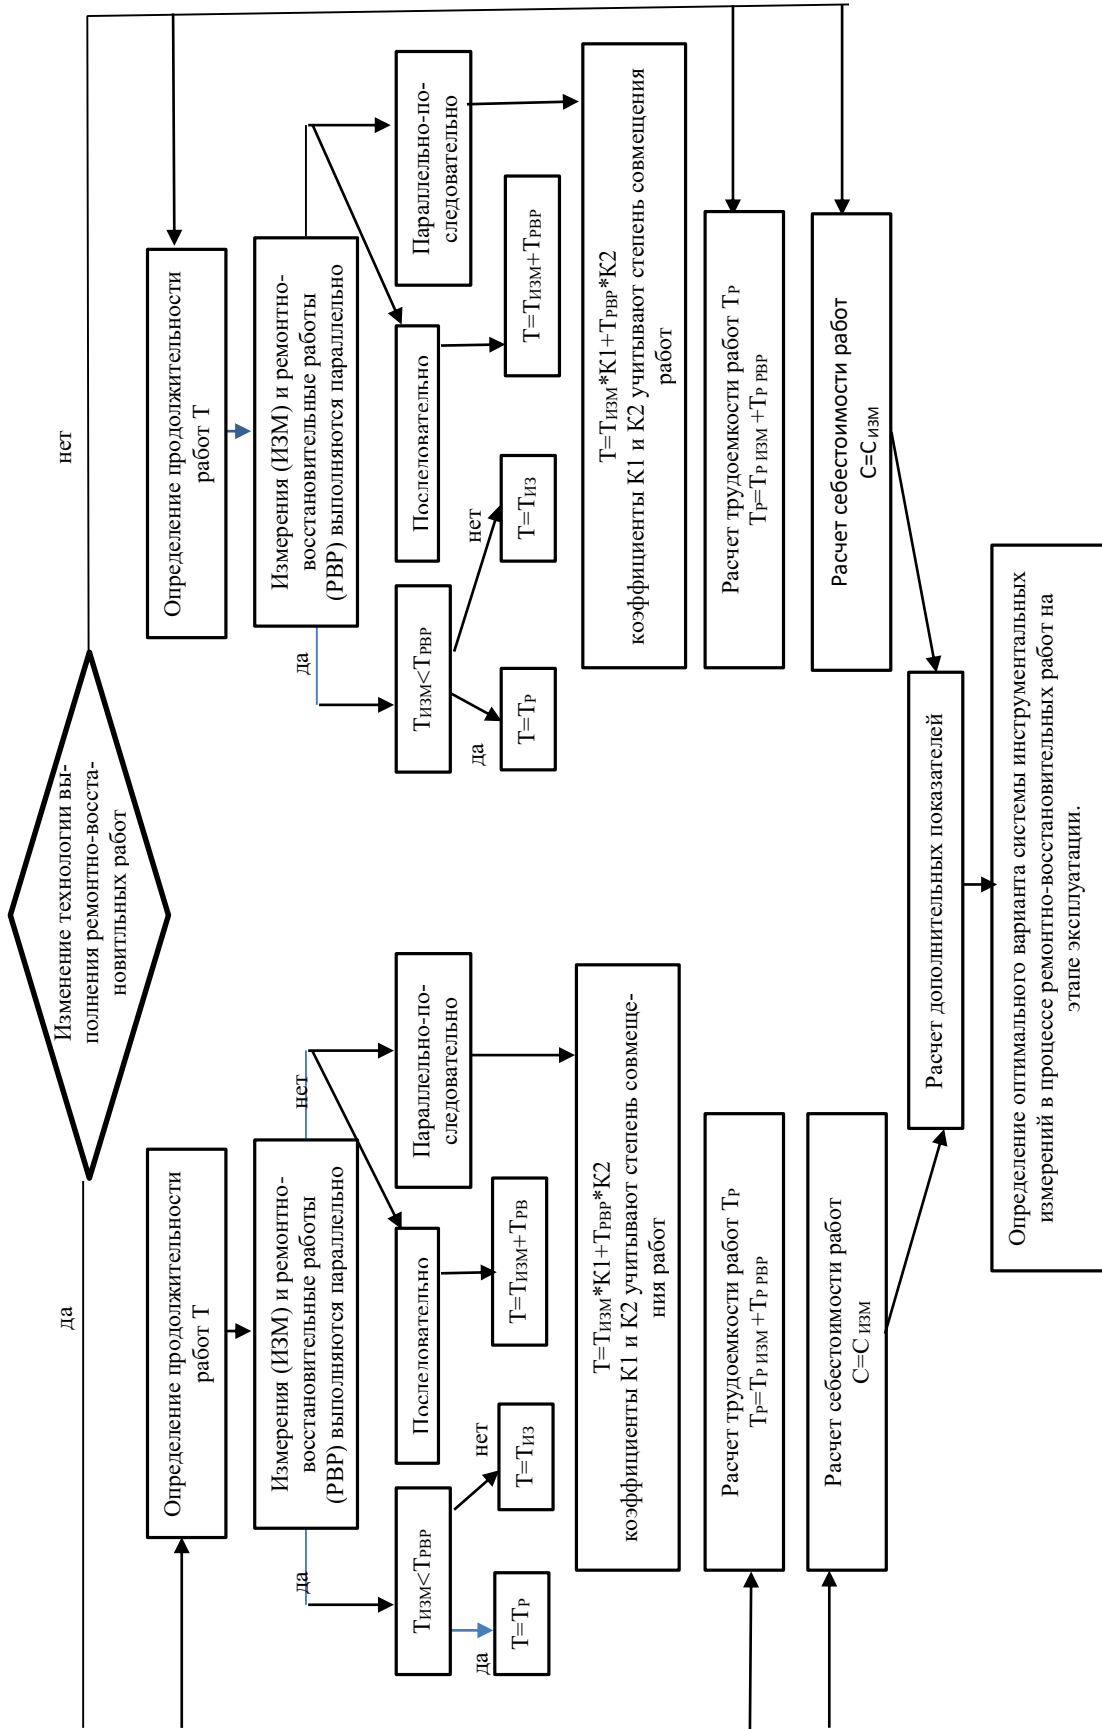 Изменение технологии вы-
полнения ремонтно-восста-
новитльных работ
да
нет
Определение продолжительности
работ Т
Измерения (ИЗМ) и ремонтно-
восстановительные работы
(РВР) выполняются параллельно
да
нет
ТИЗМ<ТРВР
Последовательно
Параллельно-по-
следовательно
да
нет
Т=ТР
Т=ТИЗ
Т=ТИЗМ+ТРВ
Т=ТИЗМ*К1+ТРВР*К2
коэффициенты К1 и К2 учитывают степень совмеще-
ния работ
Расчет трудоемкости работ ТР
ТР=ТР ИЗМ+ТР РВР
Расчет себестоимости работ
С=С ИЗМ
Определение продолжительности
работ Т
Измерения (ИЗМ) и ремонтно-
восстановительные работы
(РВР) выполняются параллельно
да
ТИЗМ<ТРВР
Последовательно
Параллельно-по-
следовательно
да
нет
Т=ТР
Т=ТИЗ
Т=ТИЗМ+ТРВР
Т=ТИЗМ*К1+ТРВР*К2
коэффициенты К1 и К2 учитывают степень совмещения
работ
Расчет трудоемкости работ ТР
ТР=ТР ИЗМ+ТР РВР
Расчет себестоимости работ
С=С ИЗМ
Расчет дополнительных показателей
Определение оптимального варианта системы инструментальных
измерений в процессе ремонтно-восстановительных работ на
этапе эксплуатации.